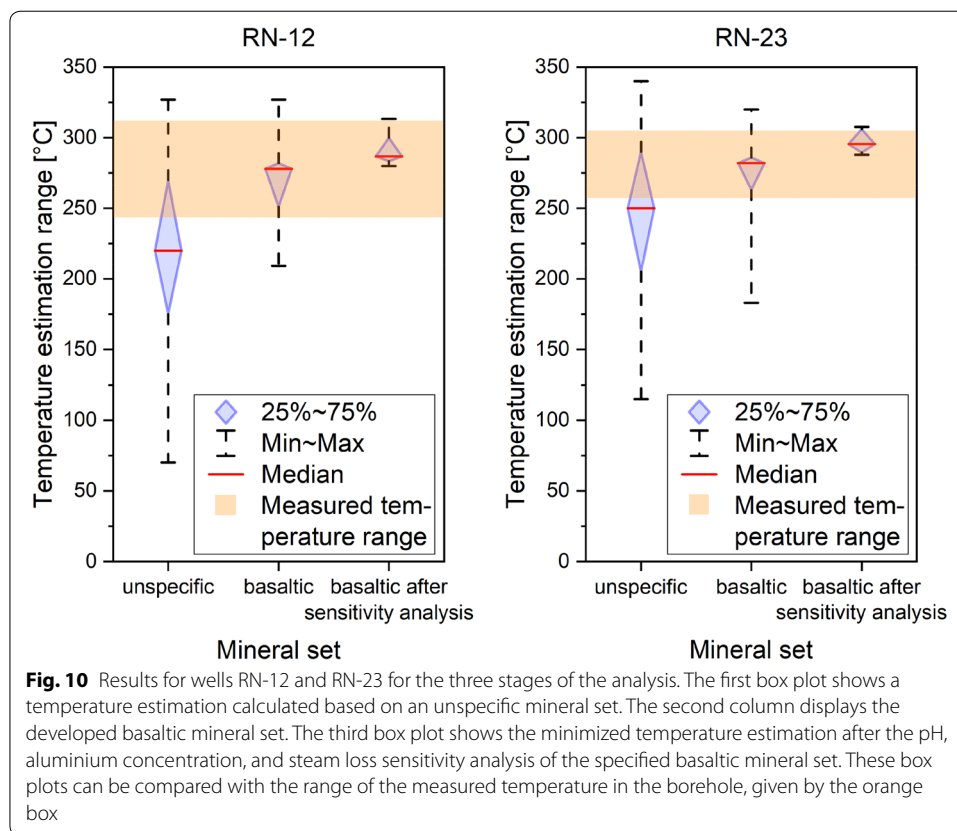 RN-12
350
300
250
200
150
100
50
0
Temperature estimation range [°C]
25%~75%
Min~Max
Median
Measured tem-
perature range
unspecific
basaltic
basaltic after
sensitivity analysis
Mineral set
RN-23
350
300
250
200
150
100
50
0
Temperature estimation range [°C]
25%~75%
Min~Max
Median
Measured tem-
perature range
unspecific
basaltic
basaltic after
sensitivity analysis
Mineral set
Fig. 10 Results for wells RN-12 and RN-23 for the three stages of the analysis. The first box plot shows a
temperature estimation calculated based on an unspecific mineral set. The second column displays the
developed basaltic mineral set. The third box plot shows the minimized temperature estimation after the pH,
aluminium concentration, and steam loss sensitivity analysis of the specified basaltic mineral set. These box
plots can be compared with the range of the measured temperature in the borehole, given by the orange
box